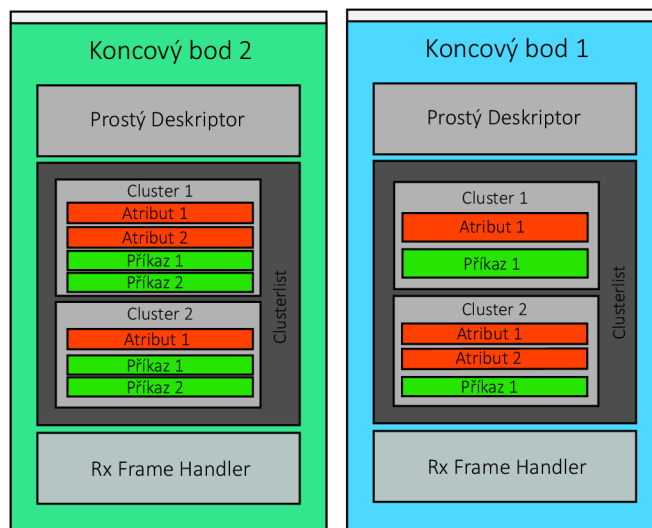 Koncový bod 2
Prostý Deskriptor
Cluster 1
Atribut 1
Atribut 2
Příkaz 1
Příkaz 2
Cluster 2
Atribut 1
Příkaz 1
Příkaz 2
Clusterlist
Rx Frame Handler
Koncový bod 1
Prostý Deskriptor
Cluster 1
Atribut 1
Příkaz 1
Cluster 2
Atribut 1
Atribut 2
Příkaz 1
Clusterlist
Rx Frame Handler